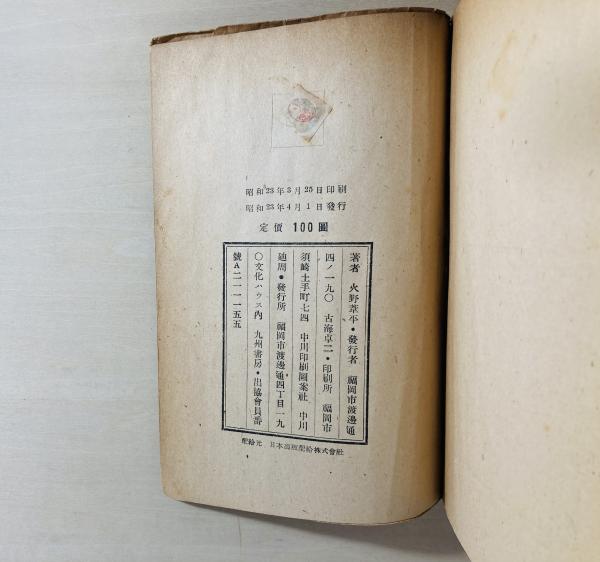 昭和23年3月25日印刷
昭和23年4月1日發行
定價 100圓
著者 火野葦平・發行者 福岡市渡邊通
四ノ一九〇 古海卓二・印刷所 福岡市
須崎土手町七四 中川印刷圖案社 中川
随周・發行所 福岡市渡邊通四丁目一九
〇文化ハウス內 九州書房・出協會員番
號A二一一一五五
配給元 日本出版配給株式會社